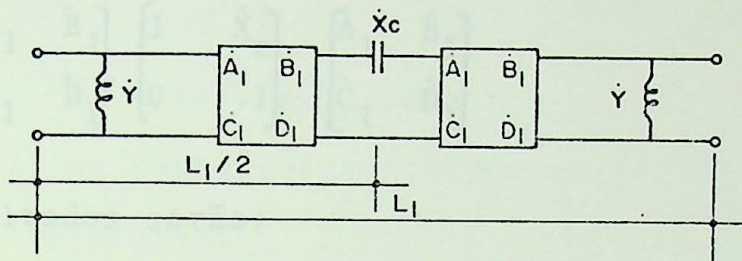 Ẋc
Ȧ₁ Ḃ₁ Ȧ₁ Ḃ₁
Ẏ Ẏ
Ċ₁ Ḋ₁ Ċ₁ Ḋ₁
L₁/2
L₁